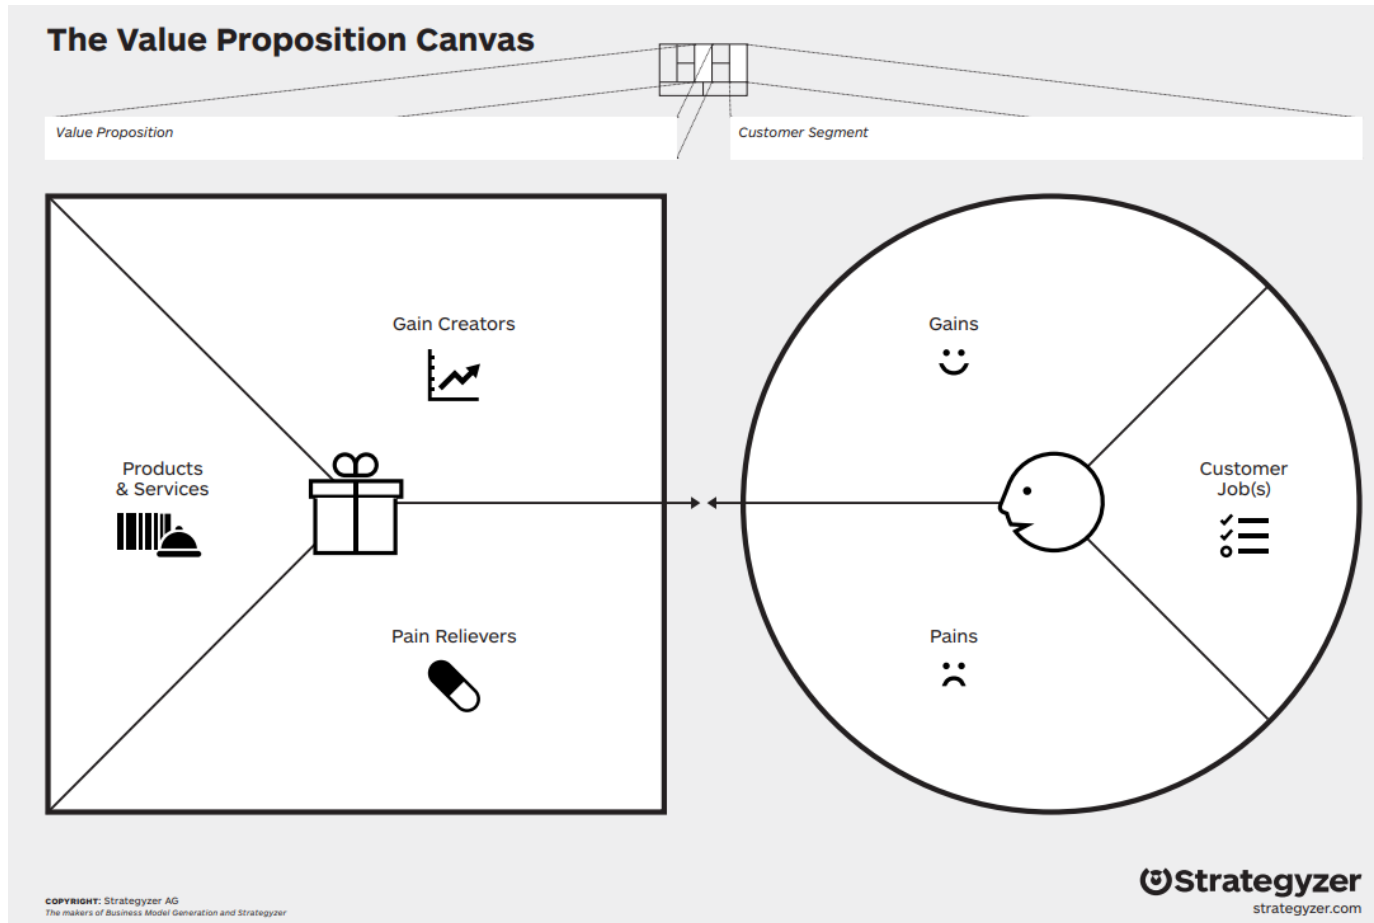 The Value Proposition Canvas
Value Proposition
Customer Segment
Gain Creators
Products
& Services
Pain Relievers
Gains
Customer
Job(s)
Pains
COPYRIGHT: Strategyzer AG
The makers of Business Model Generation and Strategyzer
Strategyzer
strategyzer.com